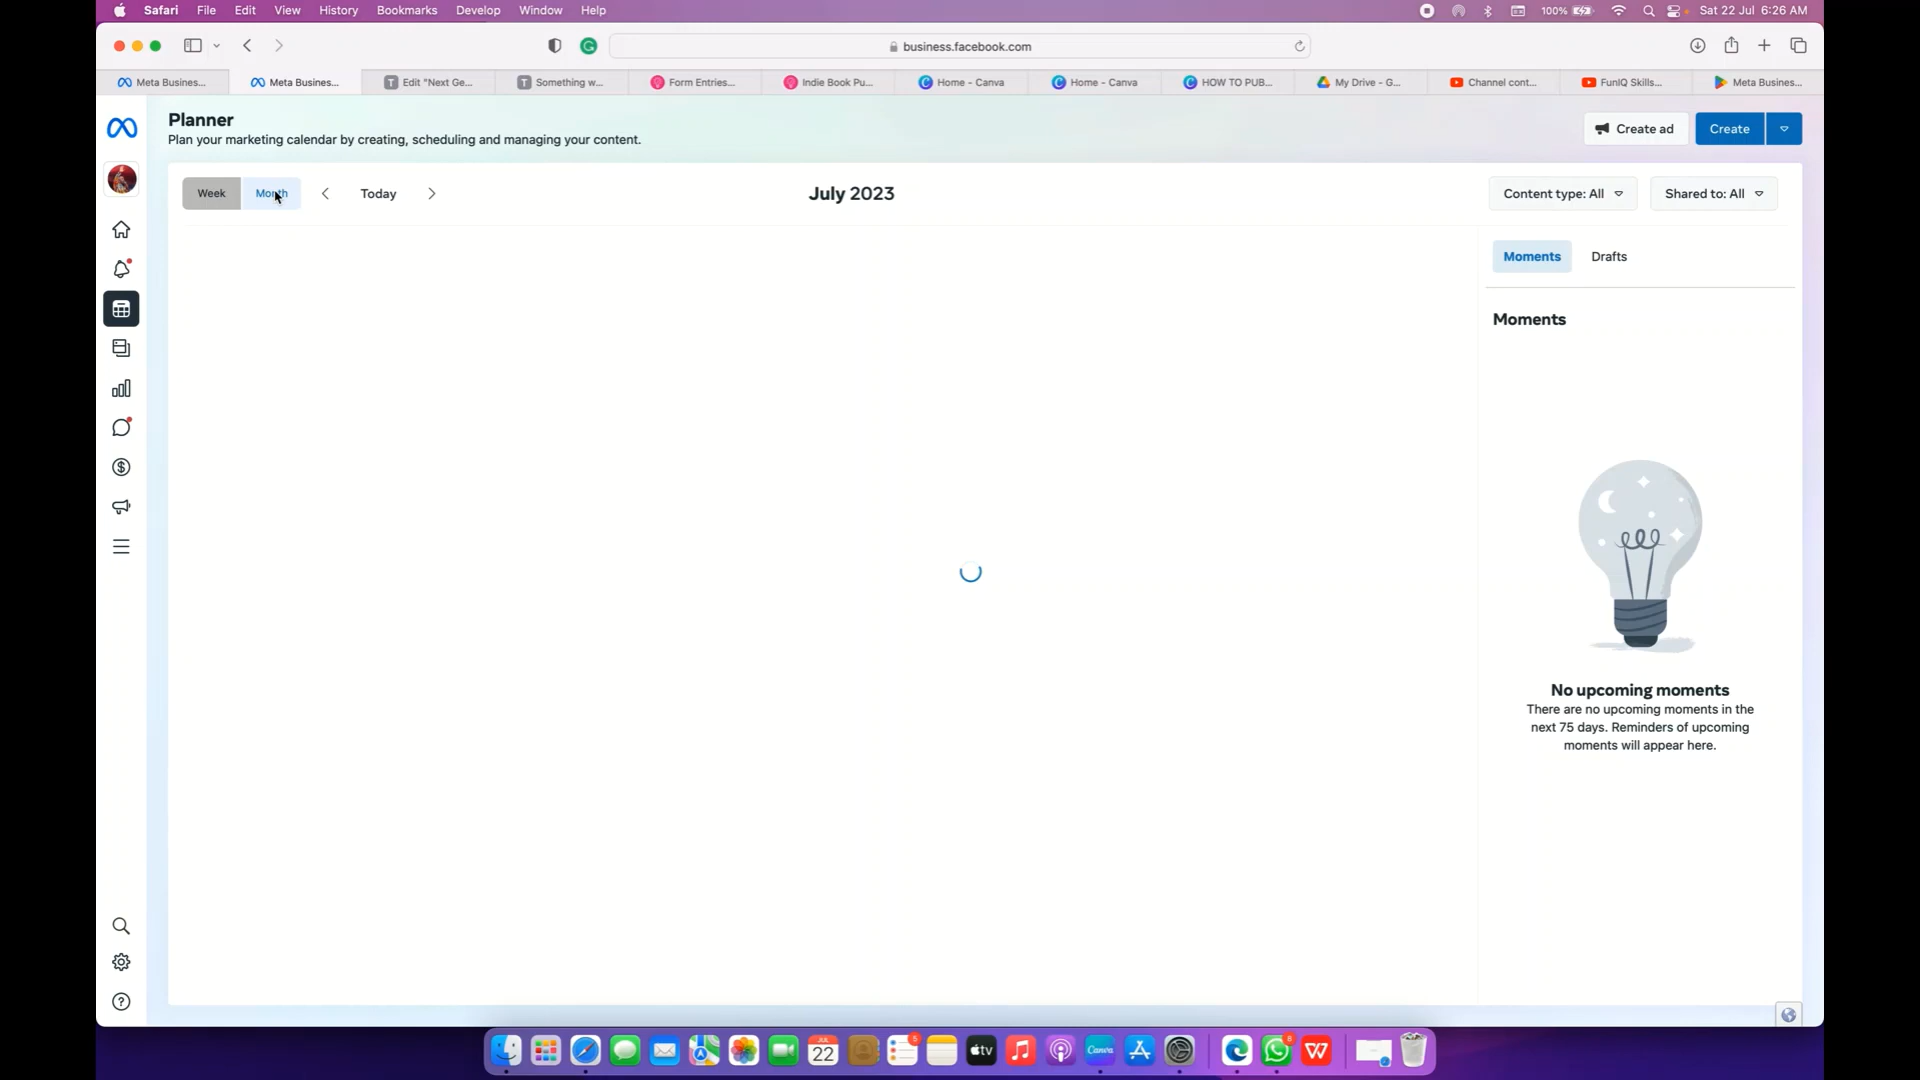 Safari File Edit View History Bookmarks Develop Window Help 100% Sat 22 Jul 6:26 AM
business.facebook.com
Meta Busines... Meta Busines... Edit "Next Ge... Something w... Form Entries... Indie Book Pu... Home - Canva Home - Canva HOW TO PUB... My Drive - G... Channel cont... FunIQ Skills... Meta Busines...
Planner
Plan your marketing calendar by creating, scheduling and managing your content.
Create ad Create
Week Month Today July 2023 Content type: All Shared to: All
Moments Drafts
Moments
No upcoming moments
There are no upcoming moments in the
next 75 days. Reminders of upcoming
moments will appear here.
JUL
22
5
tv
Canva
8
W